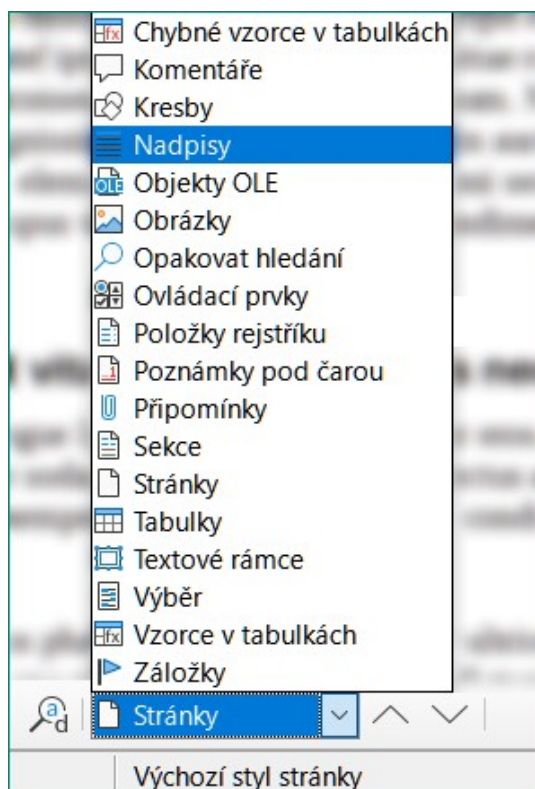 Chybné vzorce v tabulkách
Komentáře
Kresby
Nadpisy
Objekty OLE
Obrázky
Opakovat hledání
Ovládací prvky
Položky rejstříku
Poznámky pod čarou
Připomínky
Sekce
Stránky
Tabulky
Textové rámce
Výběr
Vzorce v tabulkách
Záložky
Stránky
Výchozí styl stránky